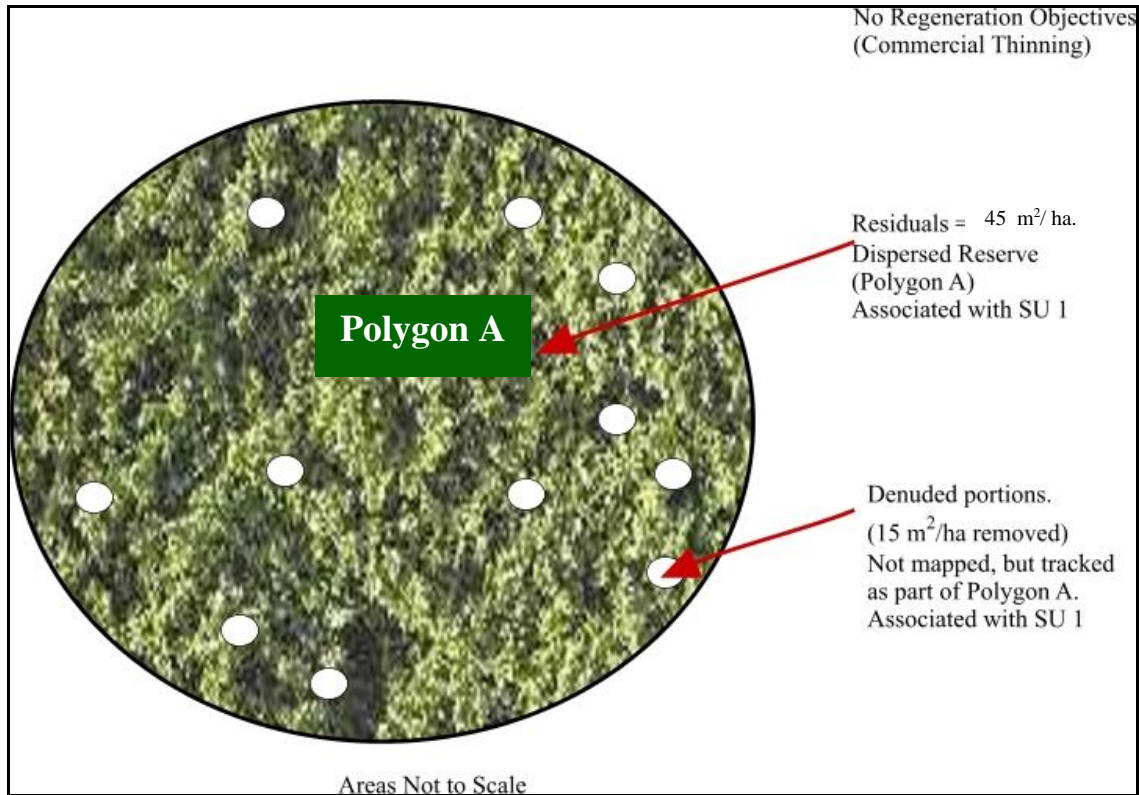 No Regeneration Objectives
(Commercial Thinning)
Polygon A
Residuals = 45 m²/ ha.
Dispersed Reserve
(Polygon A)
Associated with SU 1
Denuded portions.
(15 m²/ha removed)
Not mapped, but tracked
as part of Polygon A.
Associated with SU 1
Areas Not to Scale